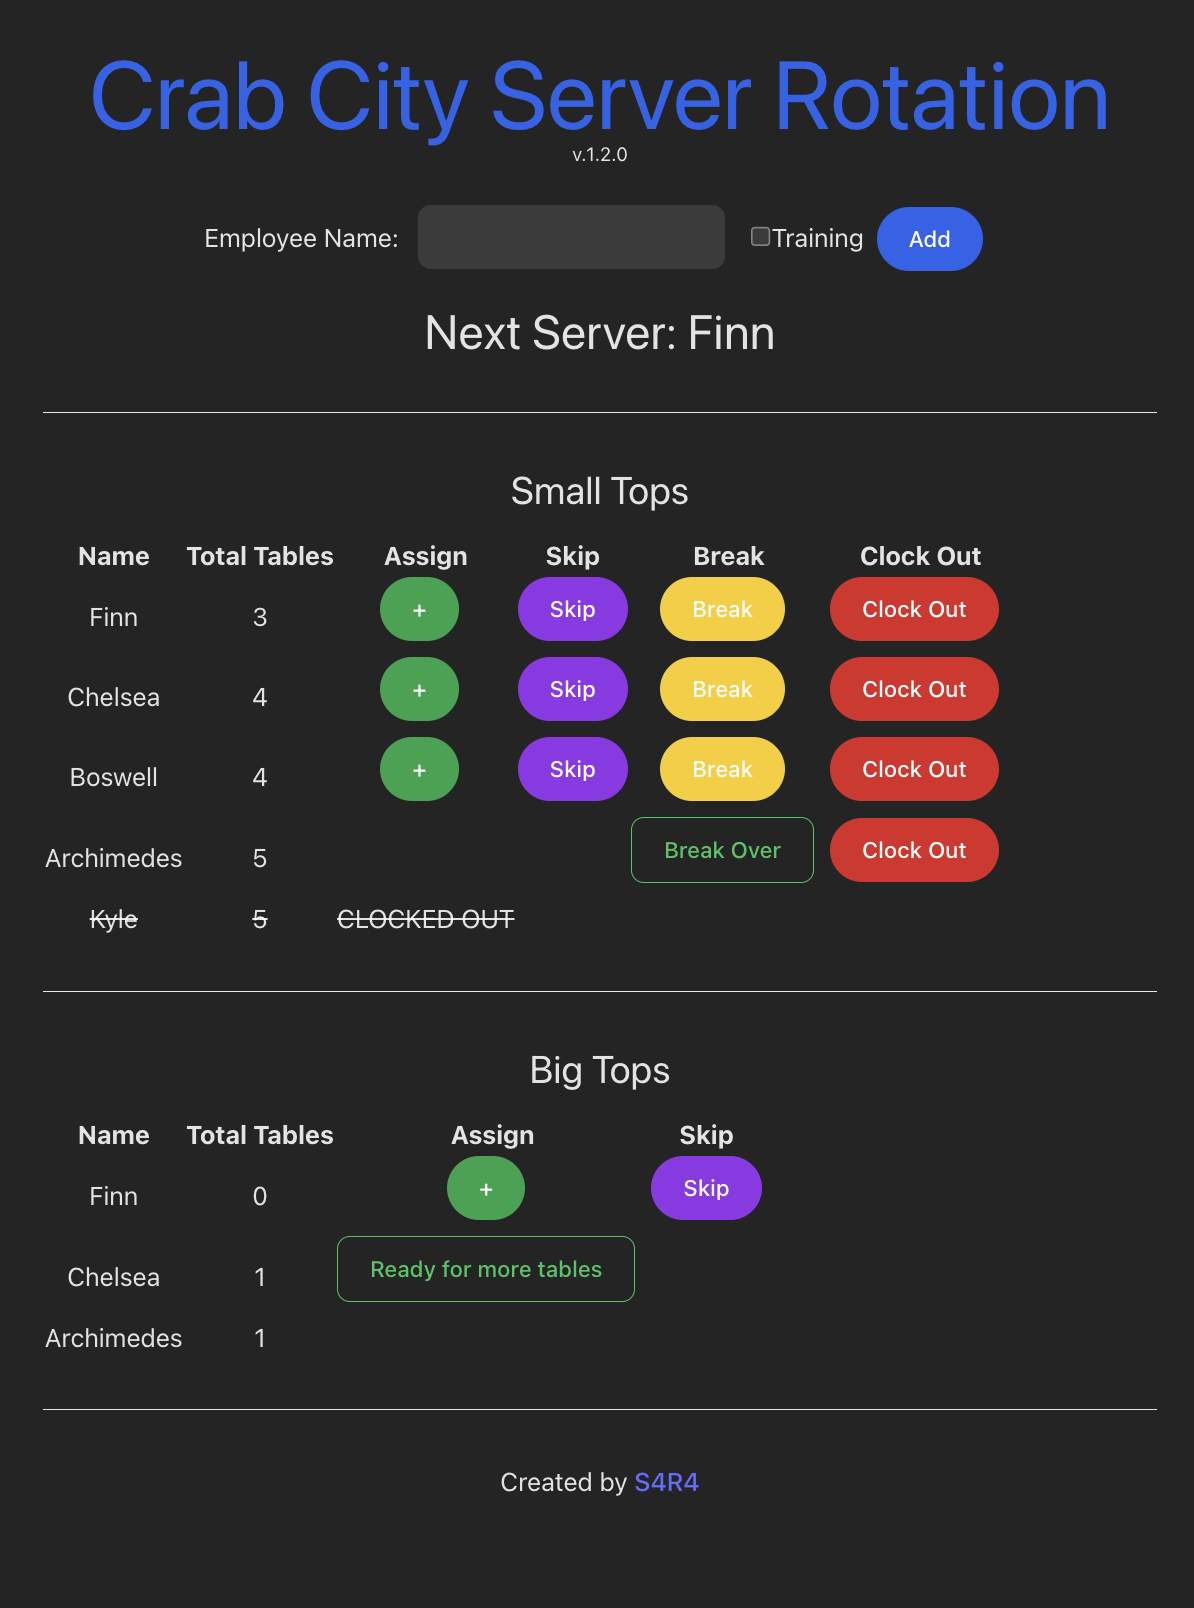 Crab City Server Rotation
v.1.2.0
Employee Name: Training Add
Next Server: Finn
Small Tops
Name Total Tables Assign Skip Break Clock Out
Finn 3 + Skip Break Clock Out
Chelsea 4 + Skip Break Clock Out
Boswell 4 + Skip Break Clock Out
Archimedes 5 Break Over Clock Out
Kyle 5 CLOCKED OUT
Big Tops
Name Total Tables Assign Skip
Finn 0 + Skip
Chelsea 1 Ready for more tables
Archimedes 1
Created by S4R4